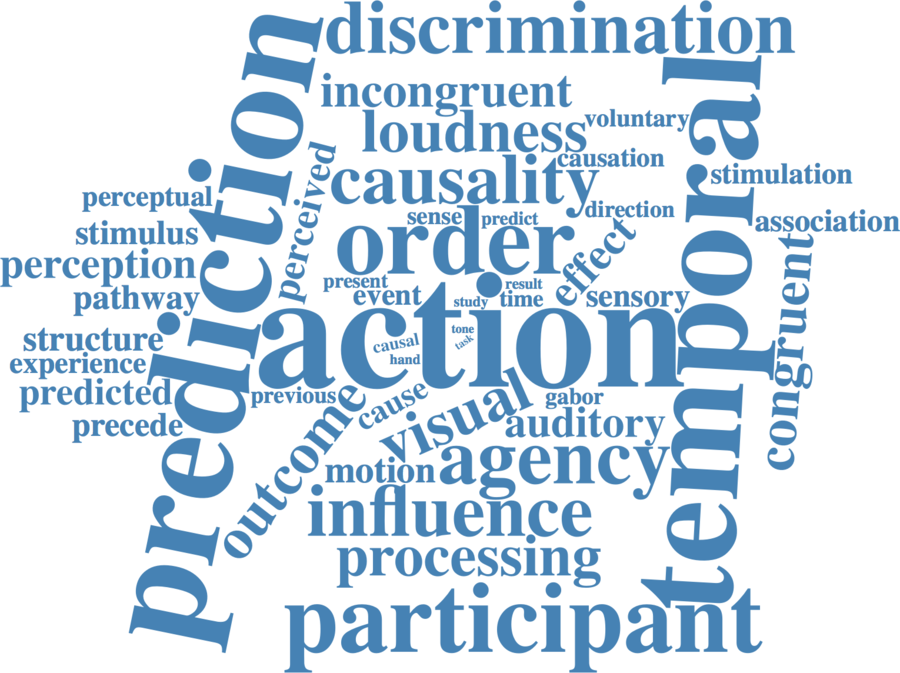 discrimination
prediction
incongruent
temporal
loudness
voluntary
causation
perceived
causality
stimulation
perceptual
sense
predict
direction
association
stimulus
order
effect
perception
present
result
congruent
pathway
event
study
time
sensory
action
structure
causal
tone
task
experience
hand
predicted
previous
cause
visual
gabor
precede
outcome
auditory
motion
agency
influence
processing
participant